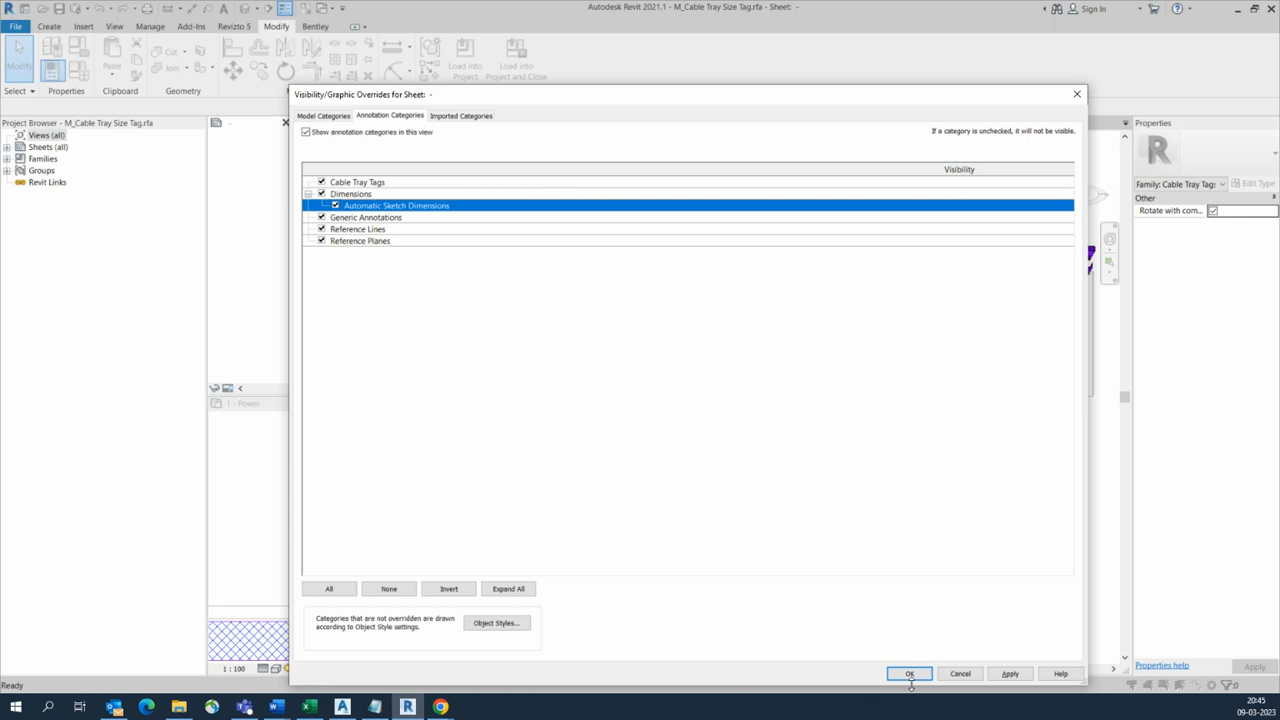 Autodesk Revit 2021.1 - M_Cable Tray Size Tag.rfa - Sheet: -
Sign In
File Create Insert View Manage Add-Ins Revizto 5 Modify Bentley
Modify
Paste
Cut
Join
Load into Project
Load into Project and Close
Select Properties Clipboard Geometry
Project Browser - M_Cable Tray Size Tag.rfa
Views (all)
Sheets (all)
Families
Groups
Revit Links
1 - Power
1 : 100
Ready
Visibility/Graphic Overrides for Sheet: -
Model Categories Annotation Categories Imported Categories
Show annotation categories in this view
If a category is unchecked, it will not be visible.
Visibility
Cable Tray Tags
Dimensions
Automatic Sketch Dimensions
Generic Annotations
Reference Lines
Reference Planes
All None Invert Expand All
Categories that are not overridden are drawn
according to Object Style settings.
Object Styles...
OK Cancel Apply Help
Properties
Family: Cable Tray Tag:
Edit Type
Other
Rotate with com...
Properties help
Apply
:0
20:45
09-03-2023